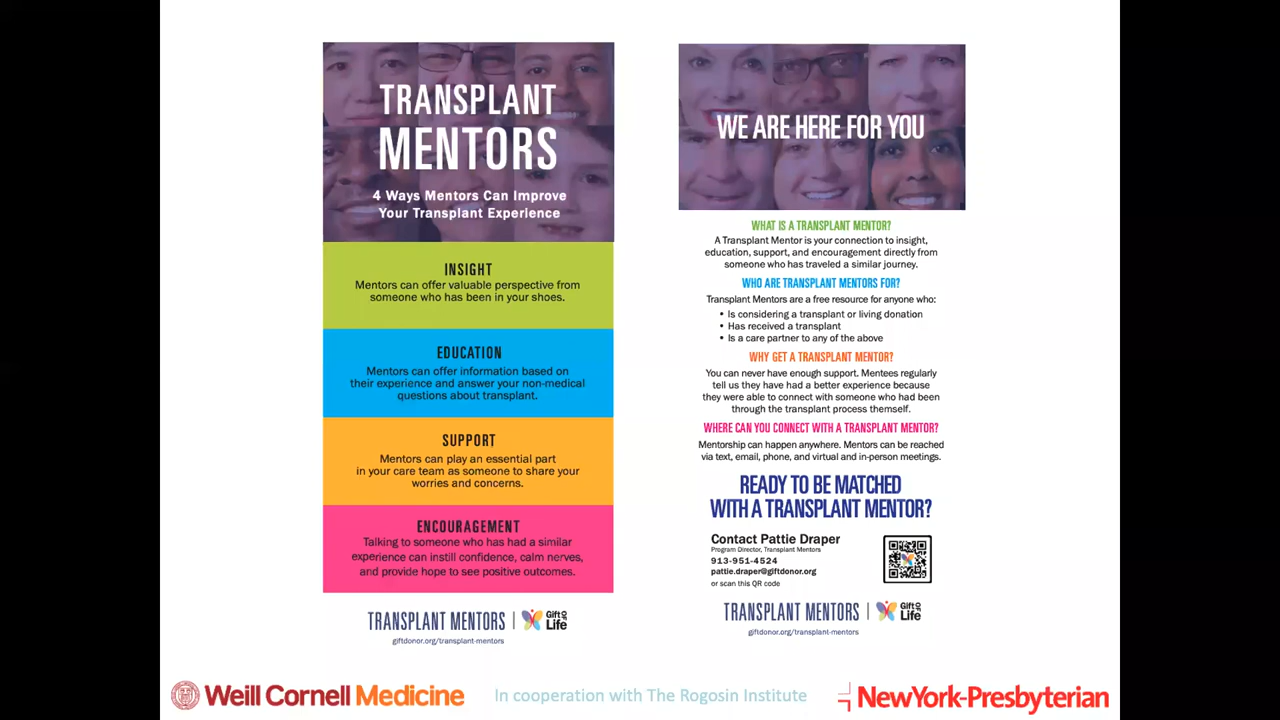 TRANSPLANT
MENTORS
4 Ways Mentors Can Improve
Your Transplant Experience
INSIGHT
Mentors can offer valuable perspective from
someone who has been in your shoes.
EDUCATION
Mentors can offer information based on
their experience and answer your non-medical
questions about transplant.
SUPPORT
Mentors can play an essential part
in your care team as someone to share your
worries and concerns.
ENCOURAGEMENT
Talking to someone who has had a similar
experience can instill confidence, calm nerves,
and provide hope to see positive outcomes.
TRANSPLANT MENTORS | Gift of Life
giftdonor.org/transplant-mentors
WE ARE HERE FOR YOU
WHAT IS A TRANSPLANT MENTOR?
A Transplant Mentor is your connection to insight,
education, support, and encouragement directly from
someone who has traveled a similar journey.
WHO ARE TRANSPLANT MENTORS FOR?
Transplant Mentors are a free resource for anyone who:
• Is considering a transplant or living donation
• Has received a transplant
• Is a care partner to any of the above
WHY GET A TRANSPLANT MENTOR?
You can never have enough support. Mentees regularly
tell us they have had a better experience because
they were able to connect with someone who had been
through the transplant process themself.
WHERE CAN YOU CONNECT WITH A TRANSPLANT MENTOR?
Mentorship can happen anywhere. Mentors can be reached
via text, email, phone, and virtual and in-person meetings.
READY TO BE MATCHED
WITH A TRANSPLANT MENTOR?
Contact Pattie Draper
Program Director, Transplant Mentors
913-951-4524
pattie.draper@giftdonor.org
or scan this QR code
TRANSPLANT MENTORS | Gift of Life
giftdonor.org/transplant-mentors
Weill Cornell Medicine
In cooperation with The Rogosin Institute
NewYork-Presbyterian